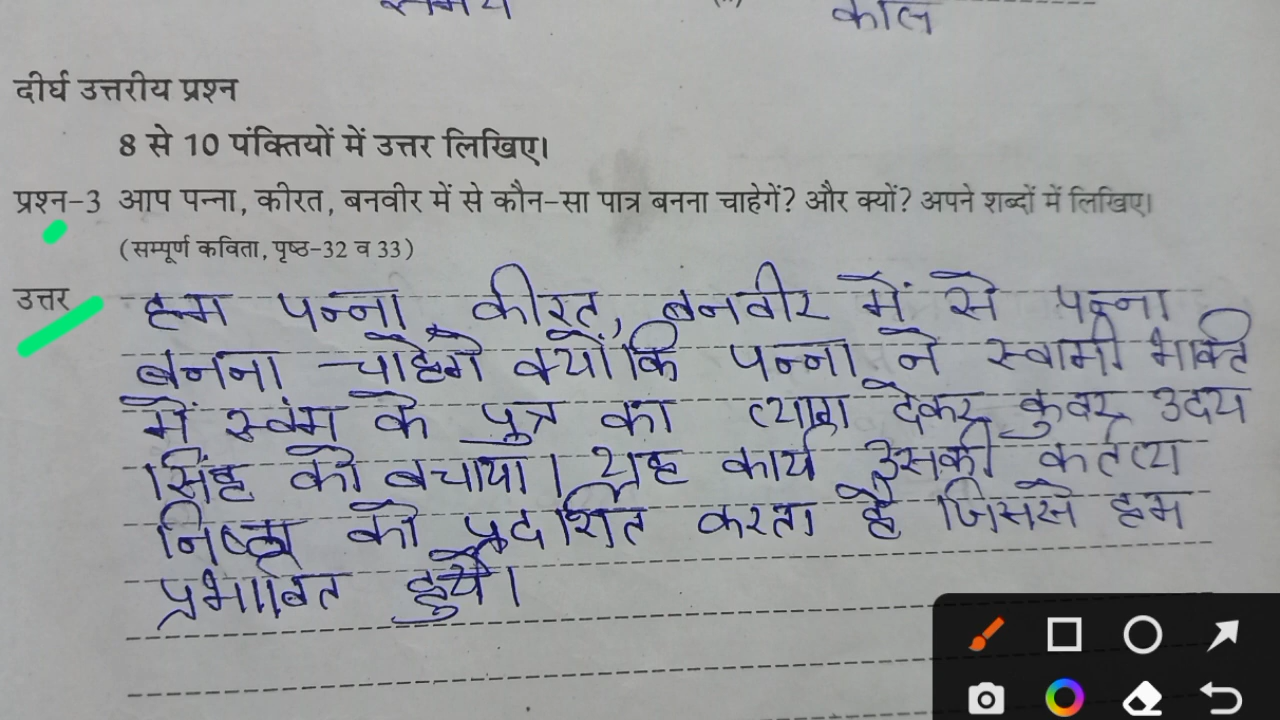 समय काल
दीर्घ उत्तरीय प्रश्न
8 से 10 पंक्तियों में उत्तर लिखिए।
प्रश्न-3 आप पन्ना, कीरत, बनवीर में से कौन-सा पात्र बनना चाहेगें? और क्यों? अपने शब्दों में लिखिए।
(सम्पूर्ण कविता, पृष्ठ-32 व 33)
उत्तर हम पन्ना, कीरत, बनवीर में से पन्ना
बनना चाहेगे क्योंकि पन्ना ने स्वामी भक्ति
में स्वंम के पुत्र का त्याग देकर कुवर उदय
सिंह को बचाया। यह कार्य उसकी कर्तव्य
निष्ठा को प्रदर्शित करता है जिससे हम
प्रभावित हुये।